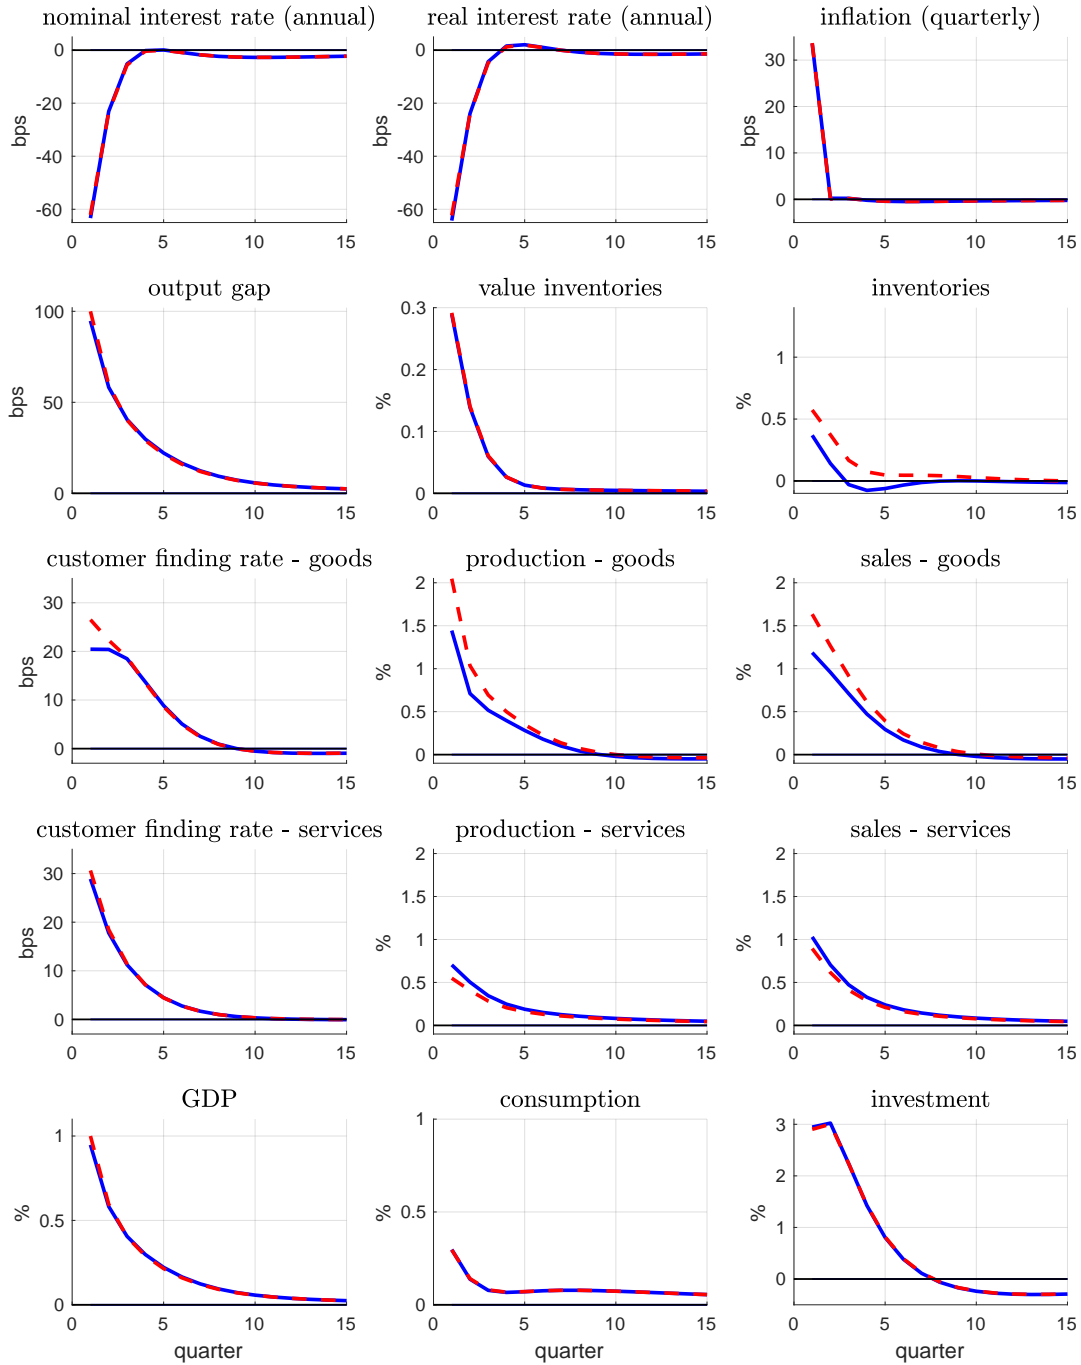 nominal interest rate (annual)
real interest rate (annual)
inflation (quarterly)
0
-20
-40
-60
bps
0 5 10 15
0
-20
-40
-60
bps
0 5 10 15
30
20
10
0
bps
0 5 10 15
output gap
value inventories
inventories
100
50
0
bps
0 5 10 15
0.3
0.2
0.1
0
%
0 5 10 15
1
0.5
0
%
0 5 10 15
customer finding rate - goods
production - goods
sales - goods
30
20
10
0
bps
0 5 10 15
2
1.5
1
0.5
0
%
0 5 10 15
2
1.5
1
0.5
0
%
0 5 10 15
customer finding rate - services
production - services
sales - services
30
20
10
0
bps
0 5 10 15
2
1.5
1
0.5
0
%
0 5 10 15
2
1.5
1
0.5
0
%
0 5 10 15
GDP
consumption
investment
1
0.5
0
%
0 5 10 15
quarter
1
0.5
0
%
0 5 10 15
quarter
3
2
1
0
%
0 5 10 15
quarter